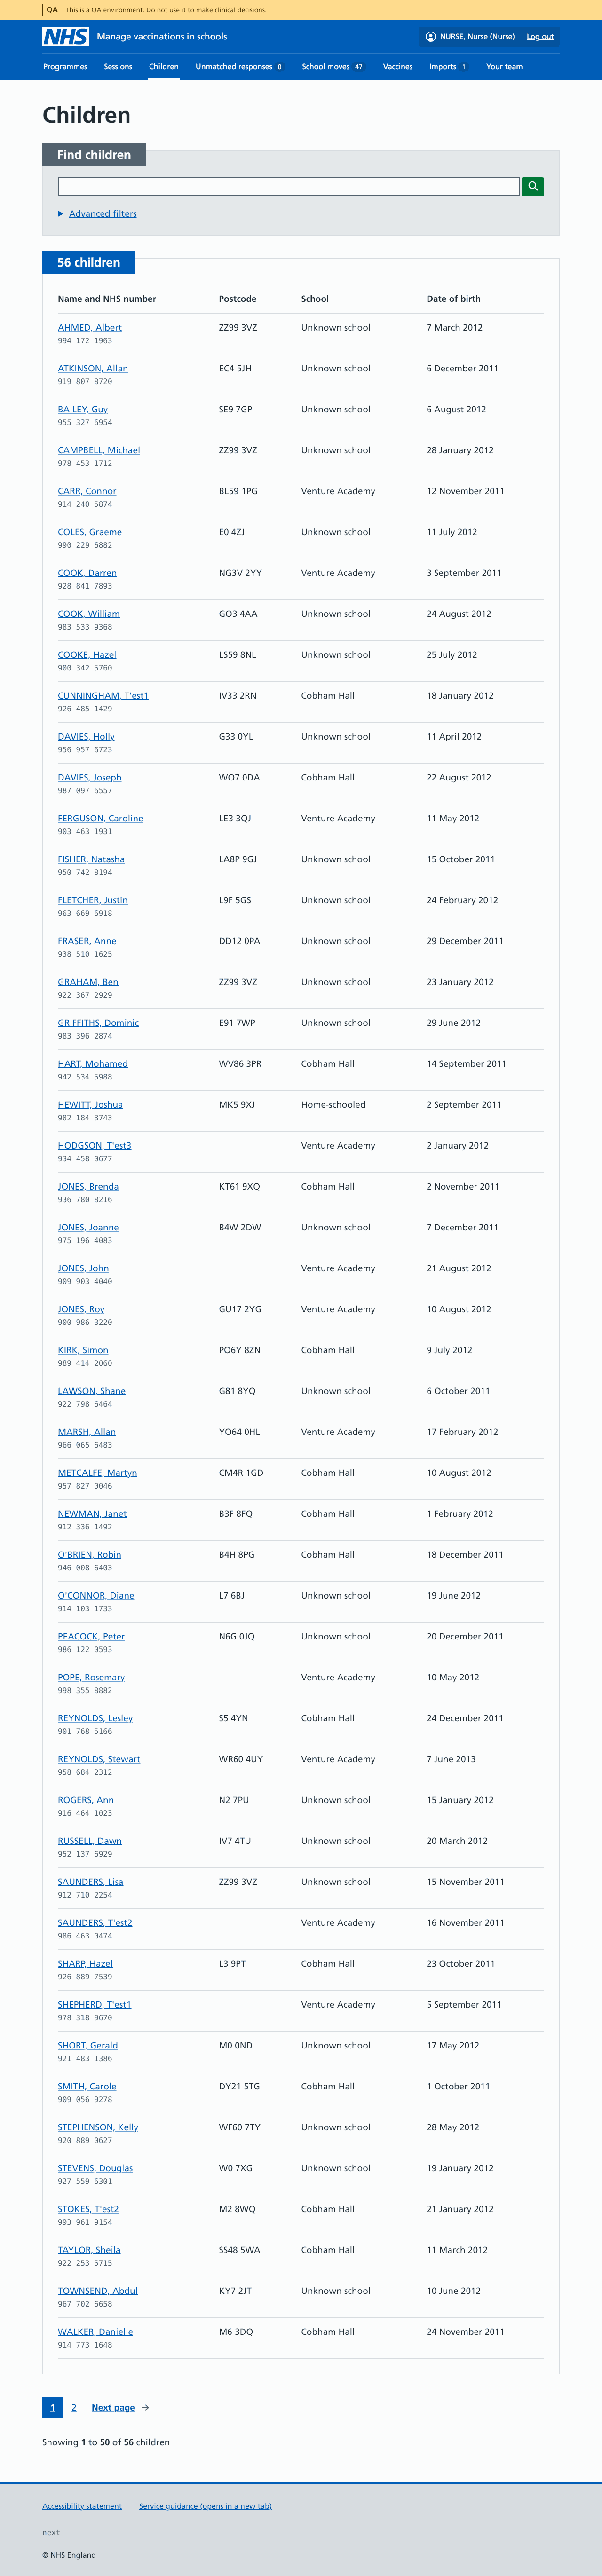 QA This is a QA environment. Do not use it to make clinical decisions.
NHS Manage vaccinations in schools NURSE, Nurse (Nurse) Log out
Programmes Sessions Children Unmatched responses 0 School moves 47 Vaccines Imports 1 Your team
Children
Find children
Advanced filters
56 children
Name and NHS number Postcode School Date of birth
AHMED, Albert ZZ99 3VZ Unknown school 7 March 2012
994 172 1963
ATKINSON, Allan EC4 5JH Unknown school 6 December 2011
919 807 8720
BAILEY, Guy SE9 7GP Unknown school 6 August 2012
955 327 6954
CAMPBELL, Michael ZZ99 3VZ Unknown school 28 January 2012
978 453 1712
CARR, Connor BL59 1PG Venture Academy 12 November 2011
914 240 5874
COLES, Graeme E0 4ZJ Unknown school 11 July 2012
990 229 6882
COOK, Darren NG3V 2YY Venture Academy 3 September 2011
928 841 7893
COOK, William GO3 4AA Unknown school 24 August 2012
983 533 9368
COOKE, Hazel LS59 8NL Unknown school 25 July 2012
900 342 5760
CUNNINGHAM, T'est1 IV33 2RN Cobham Hall 18 January 2012
926 485 1429
DAVIES, Holly G33 0YL Unknown school 11 April 2012
956 957 6723
DAVIES, Joseph WO7 0DA Cobham Hall 22 August 2012
987 097 6557
FERGUSON, Caroline LE3 3QJ Venture Academy 11 May 2012
903 463 1931
FISHER, Natasha LA8P 9GJ Unknown school 15 October 2011
950 742 8194
FLETCHER, Justin L9F 5GS Unknown school 24 February 2012
963 669 6918
FRASER, Anne DD12 0PA Unknown school 29 December 2011
938 510 1625
GRAHAM, Ben ZZ99 3VZ Unknown school 23 January 2012
922 367 2929
GRIFFITHS, Dominic E91 7WP Unknown school 29 June 2012
983 396 2874
HART, Mohamed WV86 3PR Cobham Hall 14 September 2011
942 534 5988
HEWITT, Joshua MK5 9XJ Home-schooled 2 September 2011
982 184 3743
HODGSON, T'est3 Venture Academy 2 January 2012
934 458 0677
JONES, Brenda KT61 9XQ Cobham Hall 2 November 2011
936 780 8216
JONES, Joanne B4W 2DW Unknown school 7 December 2011
975 196 4083
JONES, John Venture Academy 21 August 2012
909 903 4040
JONES, Roy GU17 2YG Venture Academy 10 August 2012
900 986 3220
KIRK, Simon PO6Y 8ZN Cobham Hall 9 July 2012
989 414 2060
LAWSON, Shane G81 8YQ Unknown school 6 October 2011
922 798 6464
MARSH, Allan YO64 0HL Venture Academy 17 February 2012
966 065 6483
METCALFE, Martyn CM4R 1GD Cobham Hall 10 August 2012
957 827 0046
NEWMAN, Janet B3F 8FQ Cobham Hall 1 February 2012
912 336 1492
O'BRIEN, Robin B4H 8PG Cobham Hall 18 December 2011
946 008 6403
O'CONNOR, Diane L7 6BJ Unknown school 19 June 2012
914 103 1733
PEACOCK, Peter N6G 0JQ Unknown school 20 December 2011
986 122 0593
POPE, Rosemary Venture Academy 10 May 2012
998 355 8882
REYNOLDS, Lesley S5 4YN Cobham Hall 24 December 2011
901 768 5166
REYNOLDS, Stewart WR60 4UY Venture Academy 7 June 2013
958 684 2312
ROGERS, Ann N2 7PU Unknown school 15 January 2012
916 464 1023
RUSSELL, Dawn IV7 4TU Unknown school 20 March 2012
952 137 6929
SAUNDERS, Lisa ZZ99 3VZ Unknown school 15 November 2011
912 710 2254
SAUNDERS, T'est2 Venture Academy 16 November 2011
986 463 0474
SHARP, Hazel L3 9PT Cobham Hall 23 October 2011
926 889 7539
SHEPHERD, T'est1 Venture Academy 5 September 2011
978 318 9670
SHORT, Gerald M0 0ND Unknown school 17 May 2012
921 483 1386
SMITH, Carole DY21 5TG Cobham Hall 1 October 2011
909 056 9278
STEPHENSON, Kelly WF60 7TY Unknown school 28 May 2012
920 889 0627
STEVENS, Douglas W0 7XG Unknown school 19 January 2012
927 559 6301
STOKES, T'est2 M2 8WQ Cobham Hall 21 January 2012
993 961 9154
TAYLOR, Sheila SS48 5WA Cobham Hall 11 March 2012
922 253 5715
TOWNSEND, Abdul KY7 2JT Unknown school 10 June 2012
967 702 6658
WALKER, Danielle M6 3DQ Cobham Hall 24 November 2011
914 773 1648
1 2 Next page →
Showing 1 to 50 of 56 children
Accessibility statement Service guidance (opens in a new tab)
next
© NHS England